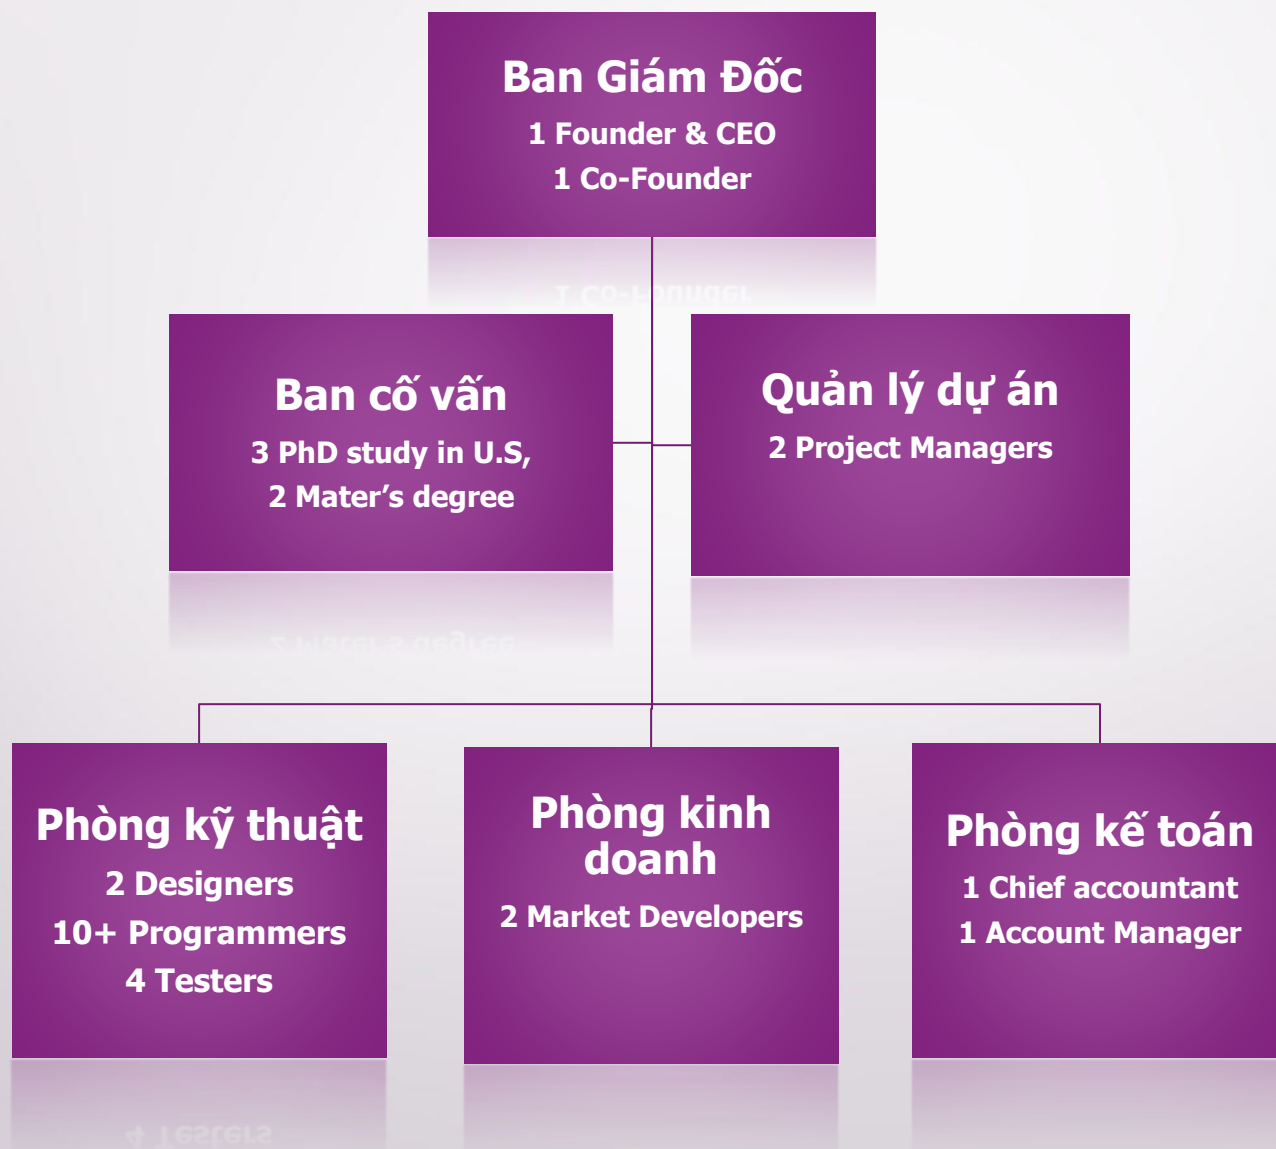 Ban Giám Đốc
1 Founder & CEO
1 Co-Founder
Ban cố vấn
3 PhD study in U.S,
2 Mater’s degree
Quản lý dự án
2 Project Managers
Phòng kỹ thuật
2 Designers
10+ Programmers
4 Testers
Phòng kinh
doanh
2 Market Developers
Phòng kế toán
1 Chief accountant
1 Account Manager